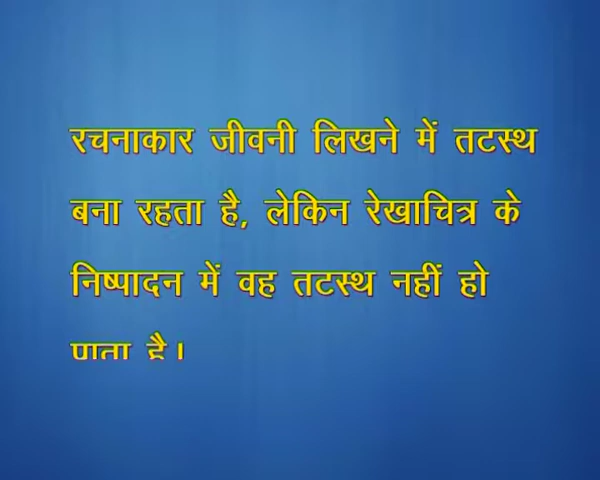 रचनाकार जीवनी लिखने में तटस्थ
बना रहता है, लेकिन रेखाचित्र के
निष्पादन में वह तटस्थ नहीं हो
पाता है।